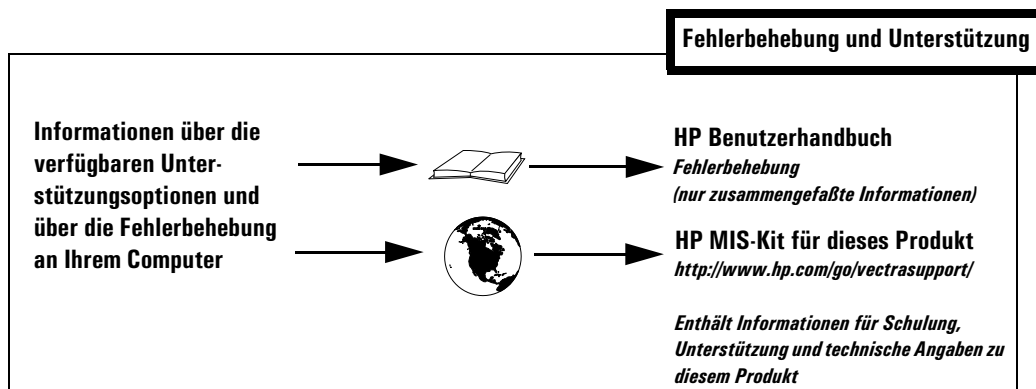 Fehlerbehebung und Unterstützung
Informationen über die
verfügbaren Unter-
stützungsoptionen und
über die Fehlerbehebung
an Ihrem Computer
HP Benutzerhandbuch
Fehlerbehebung
(nur zusammengefaßte Informationen)
HP MIS-Kit für dieses Produkt
http://www.hp.com/go/vectrasupport/
Enthält Informationen für Schulung,
Unterstützung und technische Angaben zu
diesem Produkt